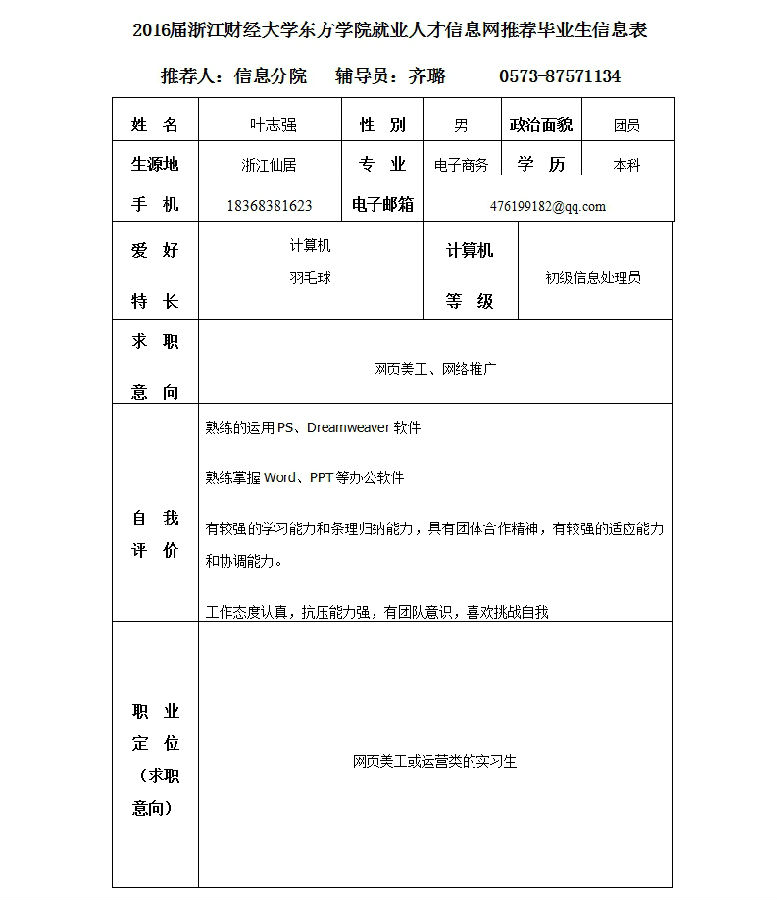 2016届浙江财经大学东方学院就业人才信息网推荐毕业生信息表
推荐人：信息分院 辅导员：齐璐 0573-87571134
姓 名 叶志强 性 别 男 政治面貌 团员
生源地 浙江仙居 专 业 电子商务 学 历 本科
手 机 18368381623 电子邮箱 476199182@qq.com
爱 好
特 长
计算机
羽毛球
计算机
等 级
初级信息处理员
求 职
意 向
网页美工、网络推广
自 我
评 价
熟练的运用PS、Dreamweaver 软件
熟练掌握 Word、PPT 等办公软件
有较强的学习能力和条理归纳能力，具有团体合作精神，有较强的适应能力
和协调能力。
工作态度认真，抗压能力强，有团队意识，喜欢挑战自我
职 业
定 位
（求职
意向）
网页美工或运营类的实习生